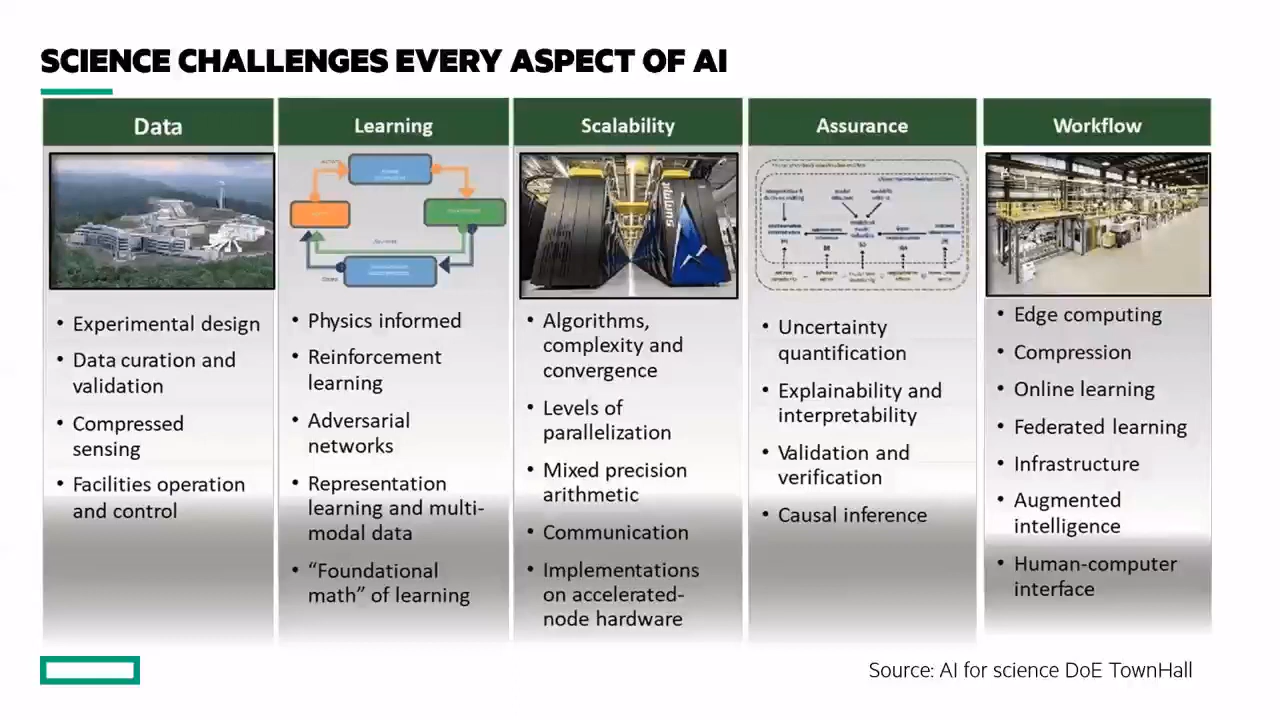 SCIENCE CHALLENGES EVERY ASPECT OF AI
Data
• Experimental design
• Data curation and
validation
• Compressed
sensing
• Facilities operation
and control
Learning
• Physics informed
• Reinforcement
learning
• Adversarial
networks
• Representation
learning and multi-
modal data
• “Foundational
math” of learning
Scalability
SUMMIT
• Algorithms,
complexity and
convergence
• Levels of
parallelization
• Mixed precision
arithmetic
• Communication
• Implementations
on accelerated-
node hardware
Assurance
• Uncertainty
quantification
• Explainability and
interpretability
• Validation and
verification
• Causal inference
Workflow
• Edge computing
• Compression
• Online learning
• Federated learning
• Infrastructure
• Augmented
intelligence
• Human-computer
interface
Source: AI for science DoE TownHall